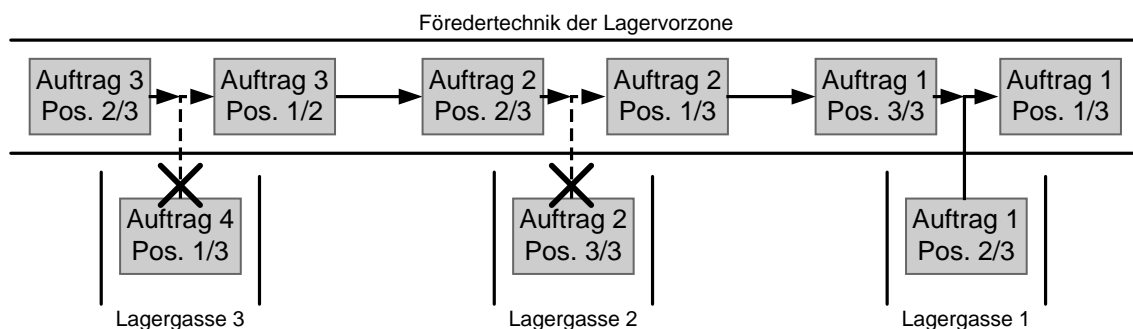 Föredertechnik der Lagervorzone
Auftrag 3
Pos. 2/3
Auftrag 3
Pos. 1/2
Auftrag 2
Pos. 2/3
Auftrag 2
Pos. 1/3
Auftrag 1
Pos. 3/3
Auftrag 1
Pos. 1/3
Auftrag 4
Pos. 1/3
Auftrag 2
Pos. 3/3
Auftrag 1
Pos. 2/3
Lagergasse 3
Lagergasse 2
Lagergasse 1